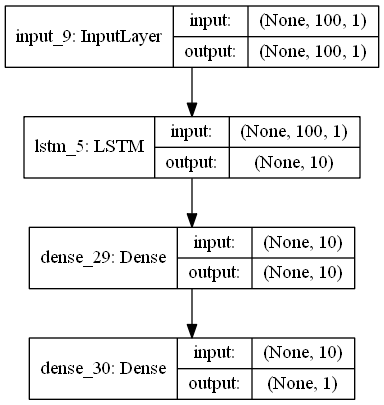 input_9: InputLayer input: (None, 100, 1)
output: (None, 100, 1)
lstm_5: LSTM input: (None, 100, 1)
output: (None, 10)
dense_29: Dense input: (None, 10)
output: (None, 10)
dense_30: Dense input: (None, 10)
output: (None, 1)